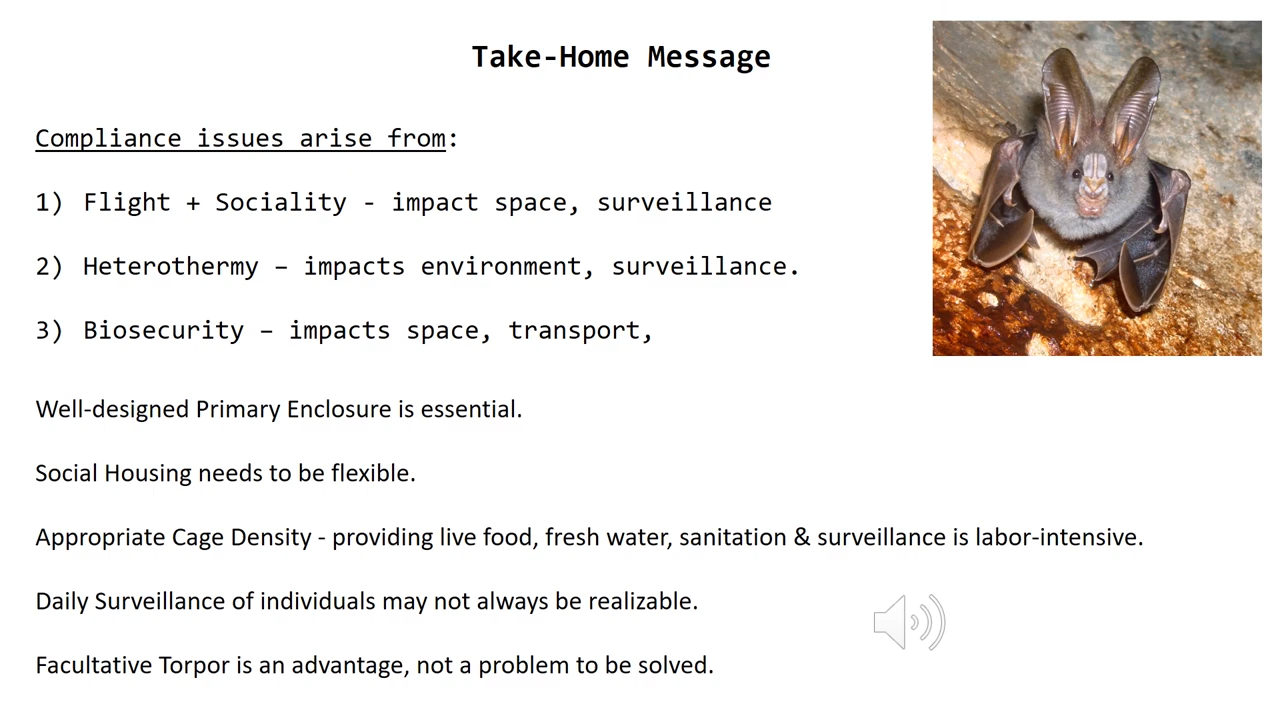 Take-Home Message
Compliance issues arise from:
1) Flight + Sociality - impact space, surveillance
2) Heterothermy – impacts environment, surveillance.
3) Biosecurity – impacts space, transport,
Well-designed Primary Enclosure is essential.
Social Housing needs to be flexible.
Appropriate Cage Density - providing live food, fresh water, sanitation & surveillance is labor-intensive.
Daily Surveillance of individuals may not always be realizable.
Facultative Torpor is an advantage, not a problem to be solved.